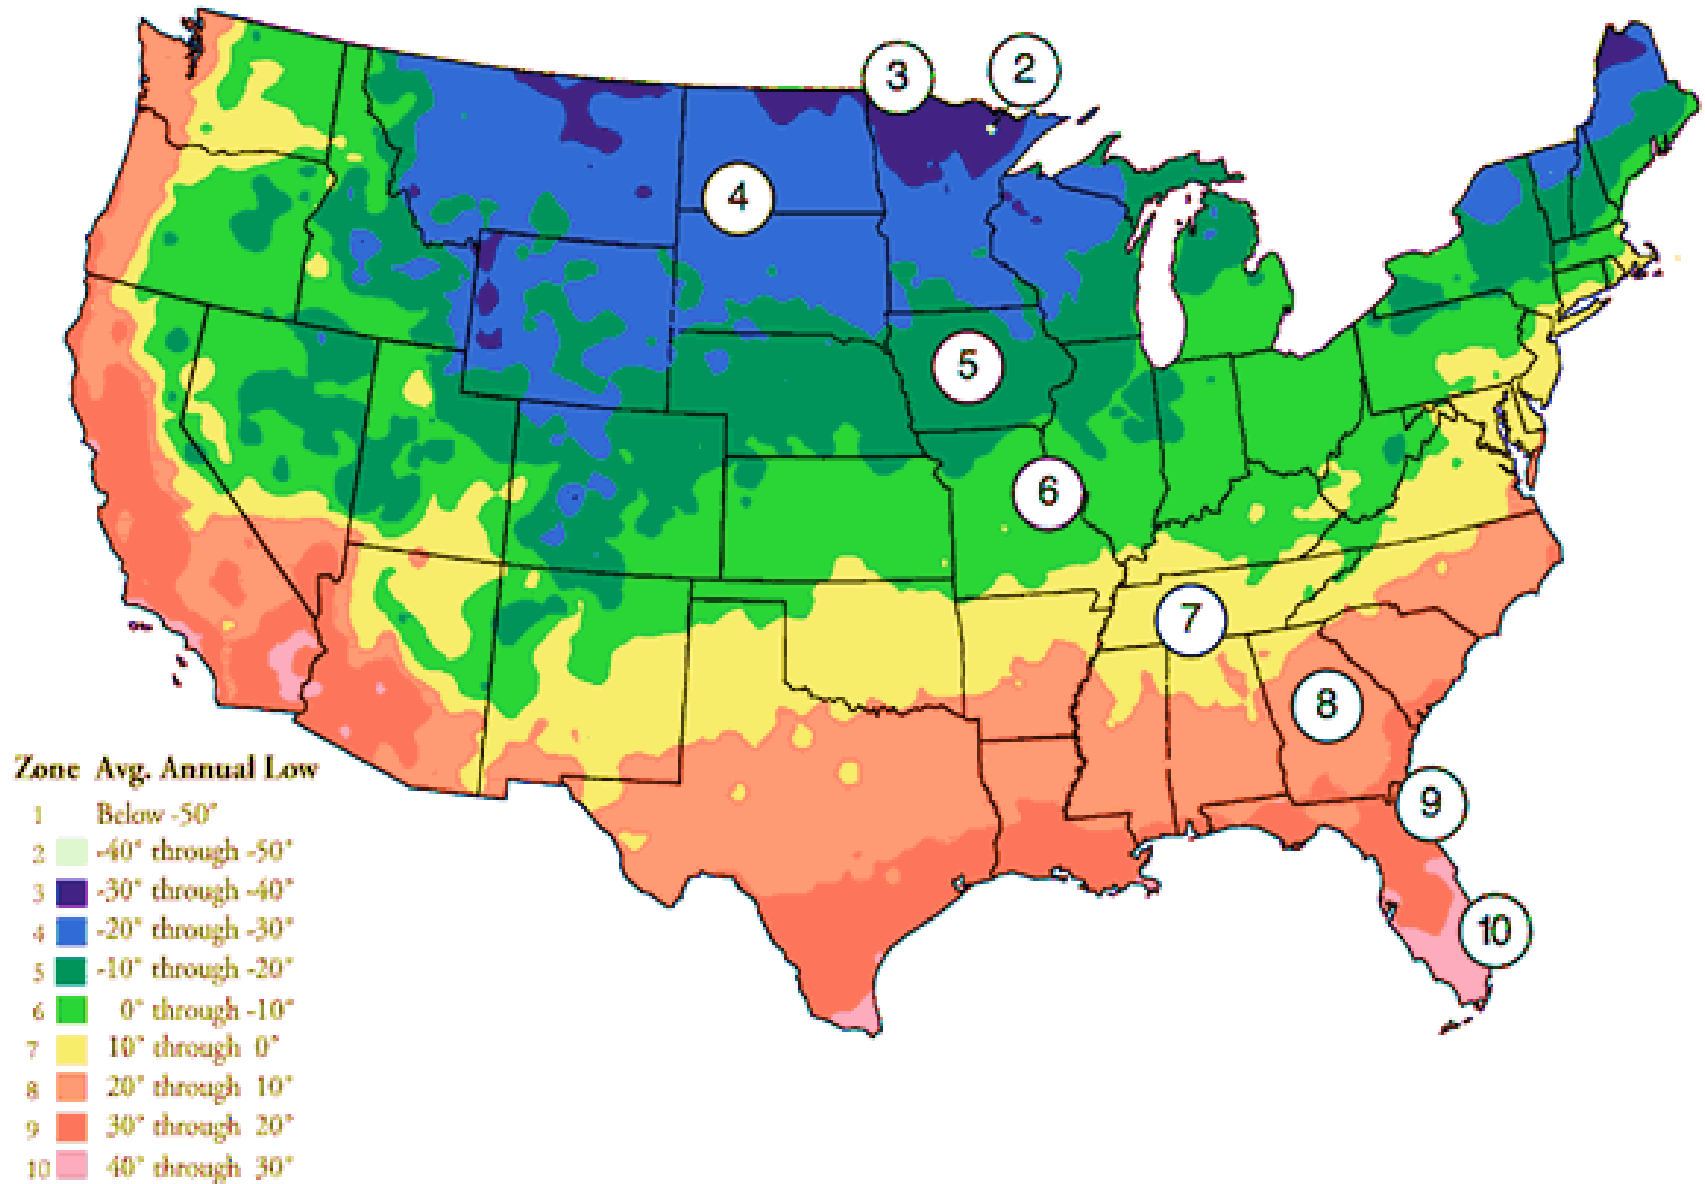 3
2
4
5
6
7
8
9
10
Zone Avg. Annual Low
1 Below -50°
2 -40° through -50°
3 -30° through -40°
4 -20° through -30°
5 -10° through -20°
6 0° through -10°
7 10° through 0°
8 20° through 10°
9 30° through 20°
10 40° through 30°